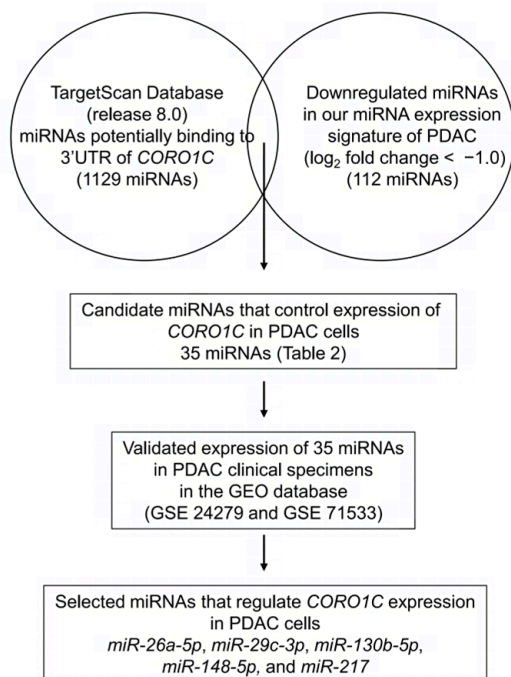 TargetScan Database
(release 8.0)
miRNAs potentially binding to
3'UTR of CORO1C
(1129 miRNAs)
Downregulated miRNAs
in our miRNA expression
signature of PDAC
(log₂ fold change < −1.0)
(112 miRNAs)
Candidate miRNAs that control expression of
CORO1C in PDAC cells
35 miRNAs (Table 2)
Validated expression of 35 miRNAs
in PDAC clinical specimens
in the GEO database
(GSE 24279 and GSE 71533)
Selected miRNAs that regulate CORO1C expression
in PDAC cells
miR-26a-5p, miR-29c-3p, miR-130b-5p,
miR-148-5p, and miR-217